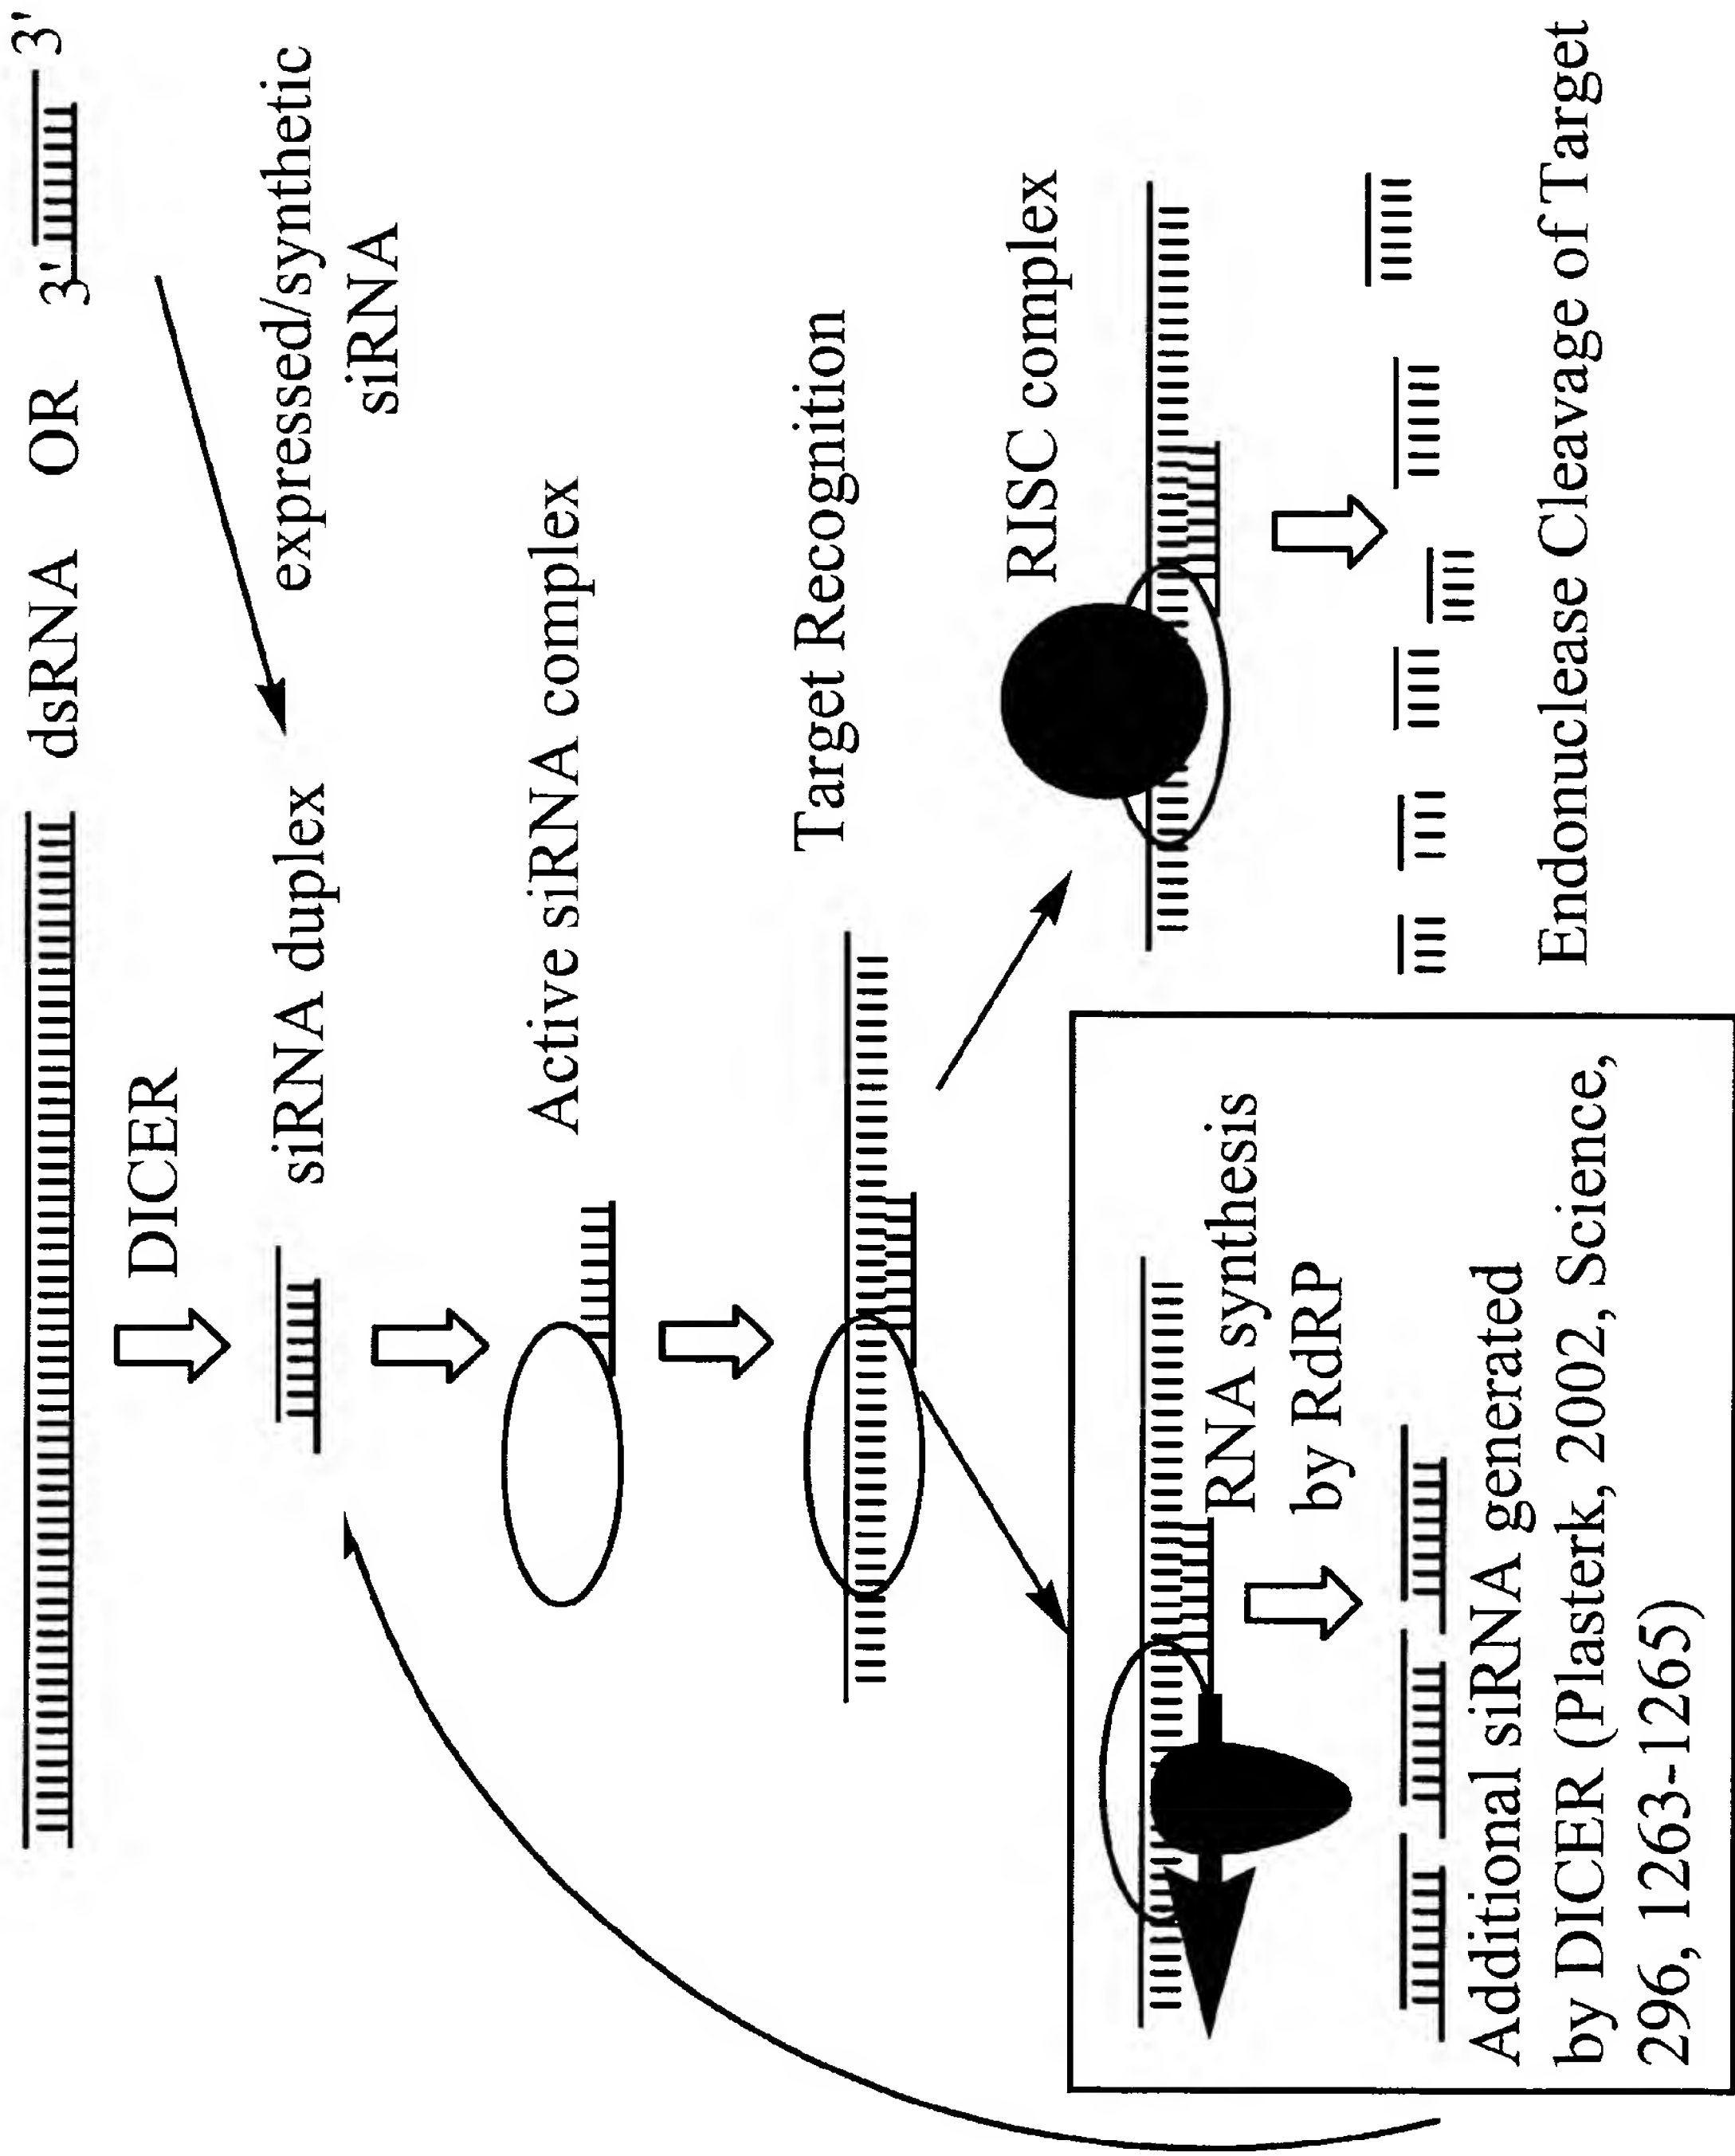 dsRNA OR 3' 3'
DICER
siRNA duplex
expressed/synthetic
siRNA
Active siRNA complex
Target Recognition
RISC complex
Endonuclease Cleavage of Target
RNA synthesis
by RdRP
Additional siRNA generated
by DICER (Plasterk, 2002, Science,
296, 1263-1265)